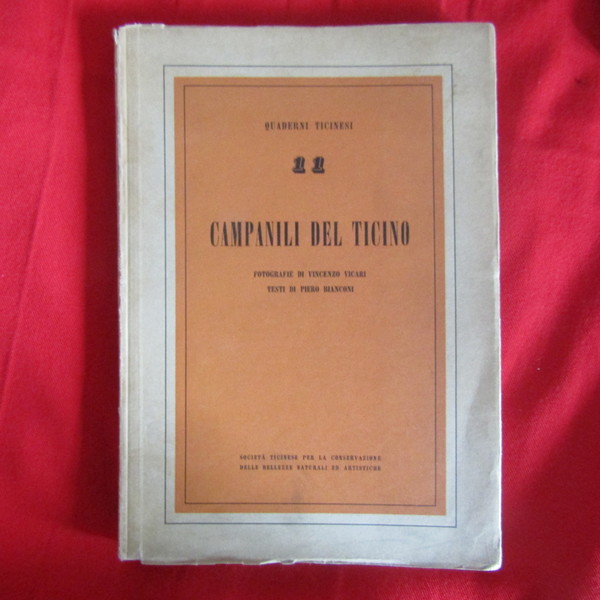 QUADERNI TICINESI
11
CAMPANILI DEL TICINO
FOTOGRAFIE DI VINCENZO VICARI
TESTI DI PIERO BIANCONI
SOCIETÀ TICINESE PER LA CONSERVAZIONE
DELLE BELLEZZE NATURALI ED ARTISTICHE